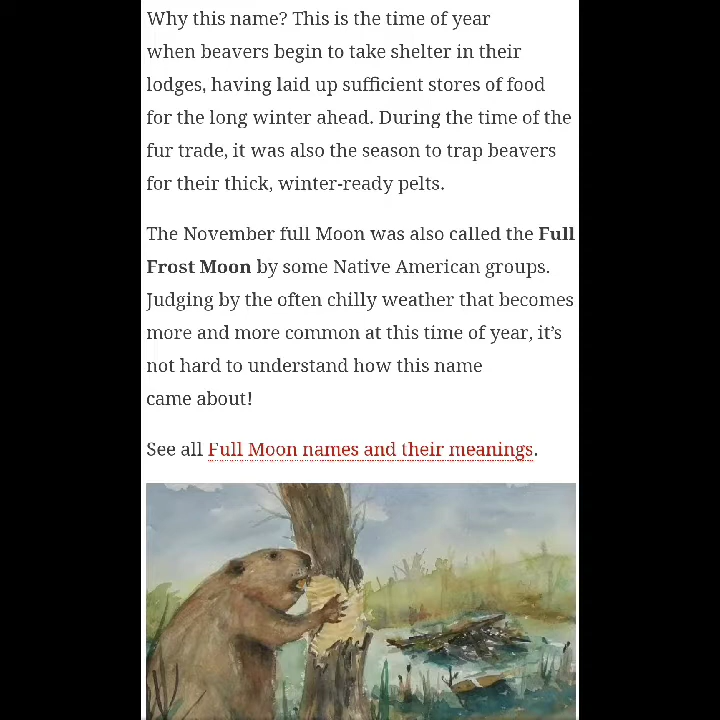 Why this name? This is the time of year
when beavers begin to take shelter in their
lodges, having laid up sufficient stores of food
for the long winter ahead. During the time of the
fur trade, it was also the season to trap beavers
for their thick, winter-ready pelts.
The November full Moon was also called the Full
Frost Moon by some Native American groups.
Judging by the often chilly weather that becomes
more and more common at this time of year, it’s
not hard to understand how this name
came about!
See all Full Moon names and their meanings.